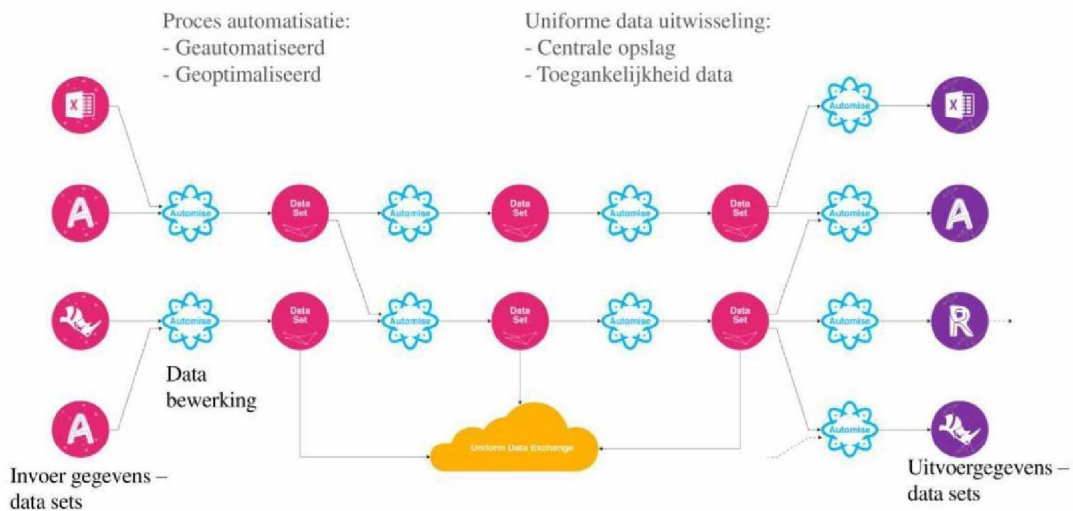 Proces automatisatie:
- Geautomatiseerd
- Geoptimaliseerd
Uniforme data uitwisseling:
- Centrale opslag
- Toegankelijkheid data
X
Automise
X
A
Automise
Data
Set
Automise
Data
Set
Automise
Data
Set
Automise
A
Automise
Data
Set
Automise
Data
Set
Automise
Data
Set
Automise
R
Data
bewerking
A
Uniform Data Exchange
Automise
Invoer gegevens –
data sets
Uitvoergegevens –
data sets